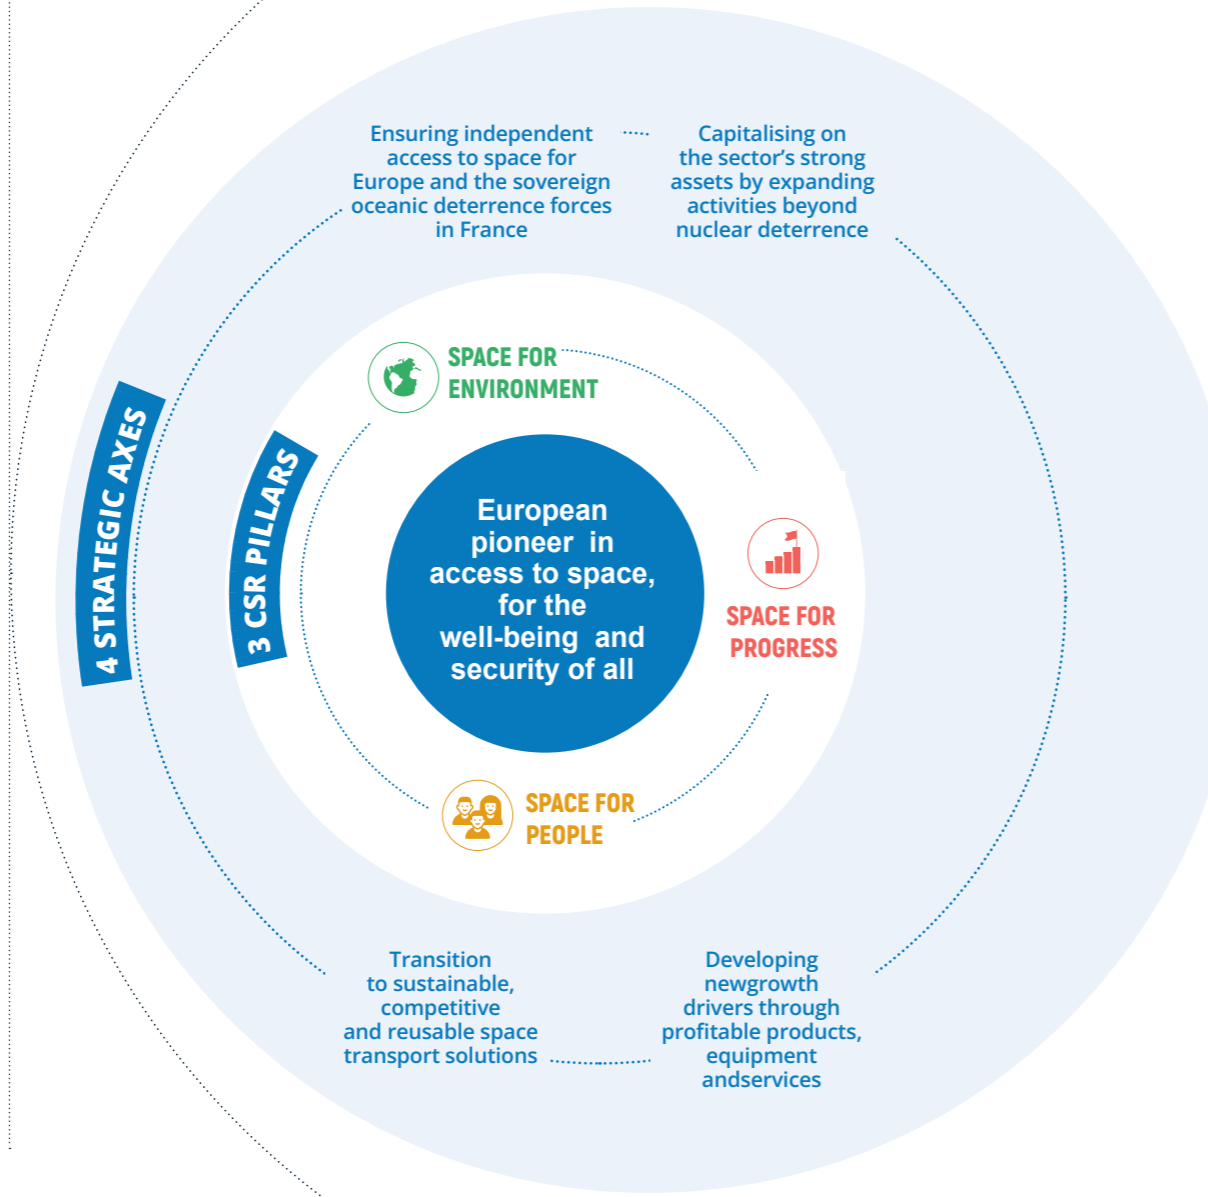 Ensuring independent
access to space for
Europe and the sovereign
oceanic deterrence forces
in France
Capitalising on
the sector's strong
assets by expanding
activities beyond
nuclear deterrence
4 STRATEGIC AXES
3 CSR PILLARS
SPACE FOR
ENVIRONMENT
European
pioneer in
access to space,
for the
well-being and
security of all
SPACE FOR
PROGRESS
SPACE FOR
PEOPLE
Transition
to sustainable,
competitive
and reusable space
transport solutions
Developing
newgrowth
drivers through
profitable products,
equipment
andservices